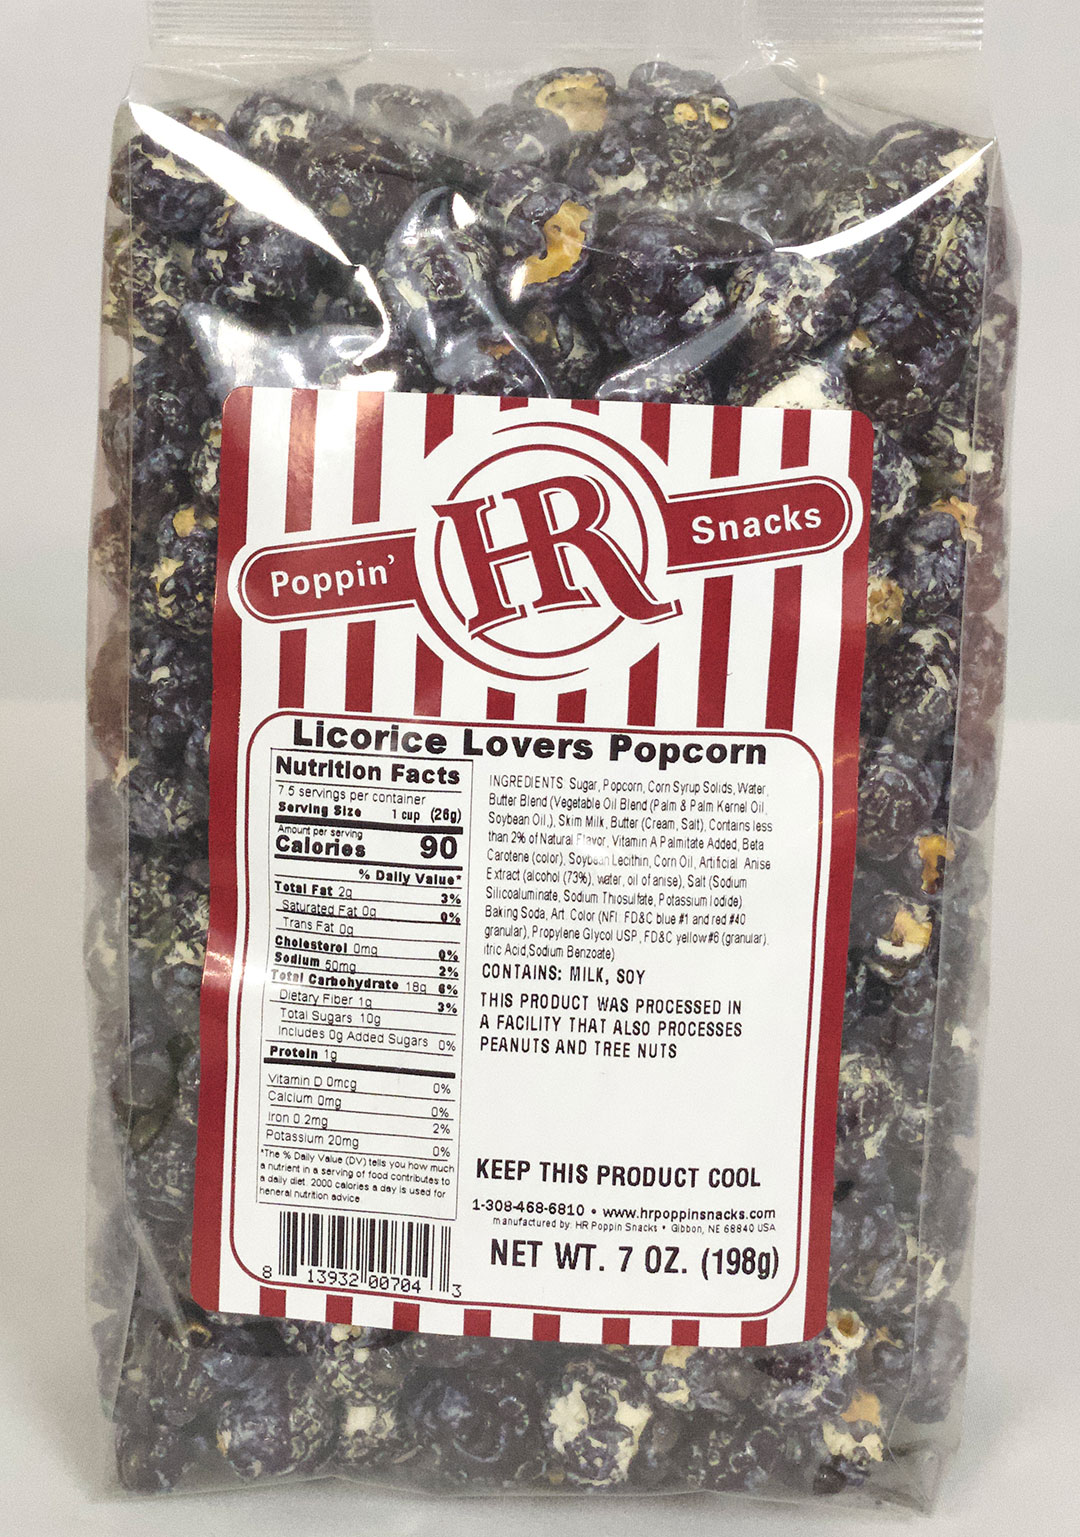 Poppin' HR Snacks
Licorice Lovers Popcorn
Nutrition Facts
7.5 servings per container
Serving Size 1 cup (26g)
Amount per serving
Calories 90
% Daily Value*
Total Fat 2g 3%
Saturated Fat 0g 0%
Trans Fat 0g
Cholesterol 0mg 0%
Sodium 50mg 2%
Total Carbohydrate 18g 6%
Dietary Fiber 1g 3%
Total Sugars 10g
Includes 0g Added Sugars 0%
Protein 1g
Vitamin D 0mcg 0%
Calcium 0mg 0%
Iron 0.2mg 2%
Potassium 20mg 0%
*The % Daily Value (DV) tells you how much
a nutrient in a serving of food contributes to
a daily diet. 2000 calories a day is used for
heneral nutrition advice
INGREDIENTS Sugar, Popcorn, Corn Syrup Solids, Water,
Butter Blend (Vegetable Oil Blend (Palm & Palm Kernel Oil,
Soybean Oil,), Skim Milk, Butter (Cream, Salt), Contains less
than 2% of Natural Flavor, Vitamin A Palmitate Added, Beta
Carotene (color), Soybean Lecithin, Corn Oil, Artificial Anise
Extract (alcohol (73%), water, oil of anise), Salt (Sodium
Silicoaluminate, Sodium Thiosulfate, Potassium Iodide)
Baking Soda, Art. Color (NFI: FD&C blue #1 and red #40
granular), Propylene Glycol USP, FD&C yellow#6 (granular),
itric Acid,Sodium Benzoate)
CONTAINS: MILK, SOY
THIS PRODUCT WAS PROCESSED IN
A FACILITY THAT ALSO PROCESSES
PEANUTS AND TREE NUTS
KEEP THIS PRODUCT COOL
1-308-468-6810 • www.hrpoppinsnacks.com
manufactured by: HR Poppin Snacks • Gibbon, NE 68840 USA
NET WT. 7 OZ. (198g)
8 13932 00704 3